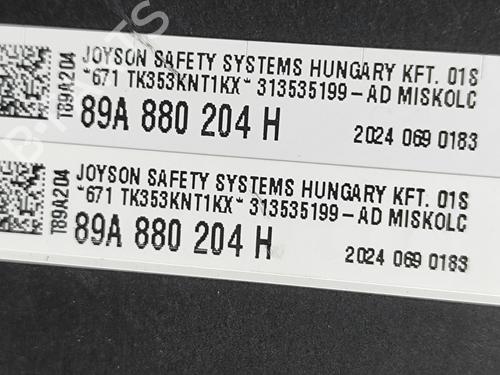 T89A204
JOYSON SAFETY SYSTEMS HUNGARY KFT. 01S
*671 TK353KNT1KX* 313535199-AD MISKOLC
89A 880 204 H
2024 069 0183
T89A204
JOYSON SAFETY SYSTEMS HUNGARY KFT. 01S
*671 TK353KNT1KX* 313535199-AD MISKOLC
89A 880 204 H
2024 069 0183